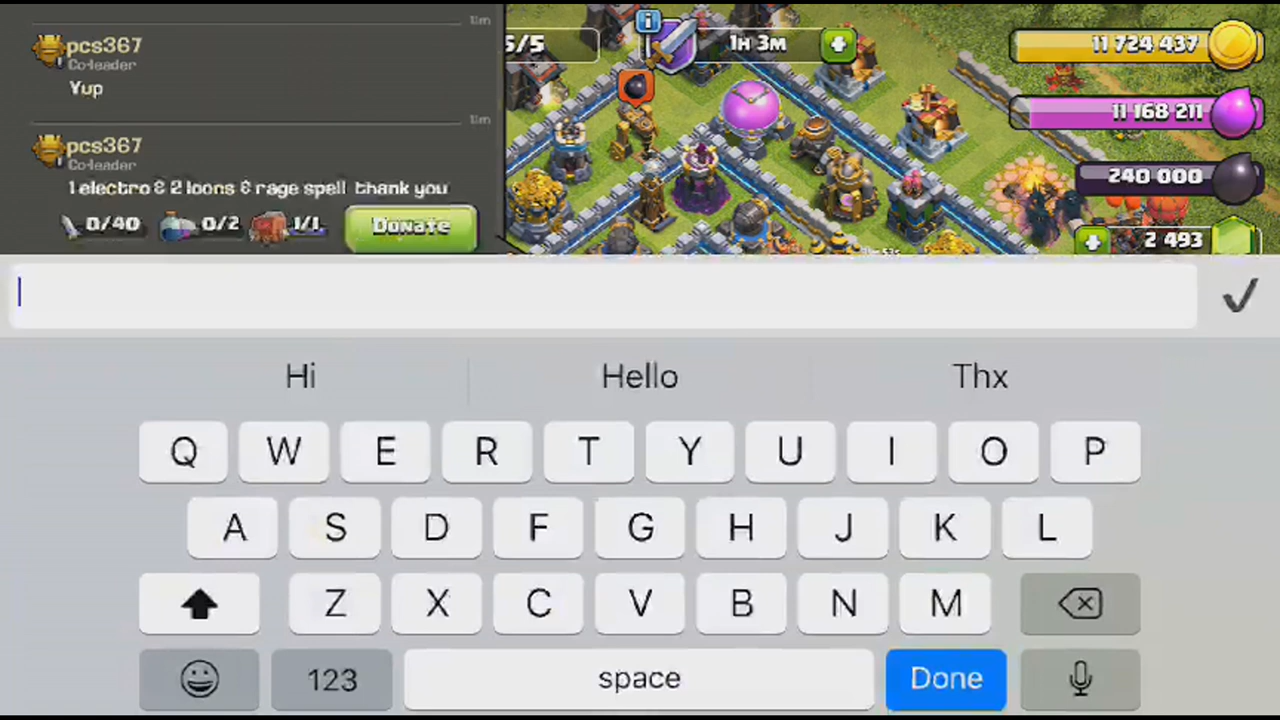 1m
pcs367
Co-leader
Yup
1m
pcs367
Co-leader
1 electro & 2 loons & rage spell thank you
0/40 0/2 1/1 Donate
5/5
1h 3m
11 724 437
11 168 211
240 000
2 493
Hi Hello Thx
Q W E R T Y U I O P
A S D F G H J K L
Z X C V B N M
123 space Done